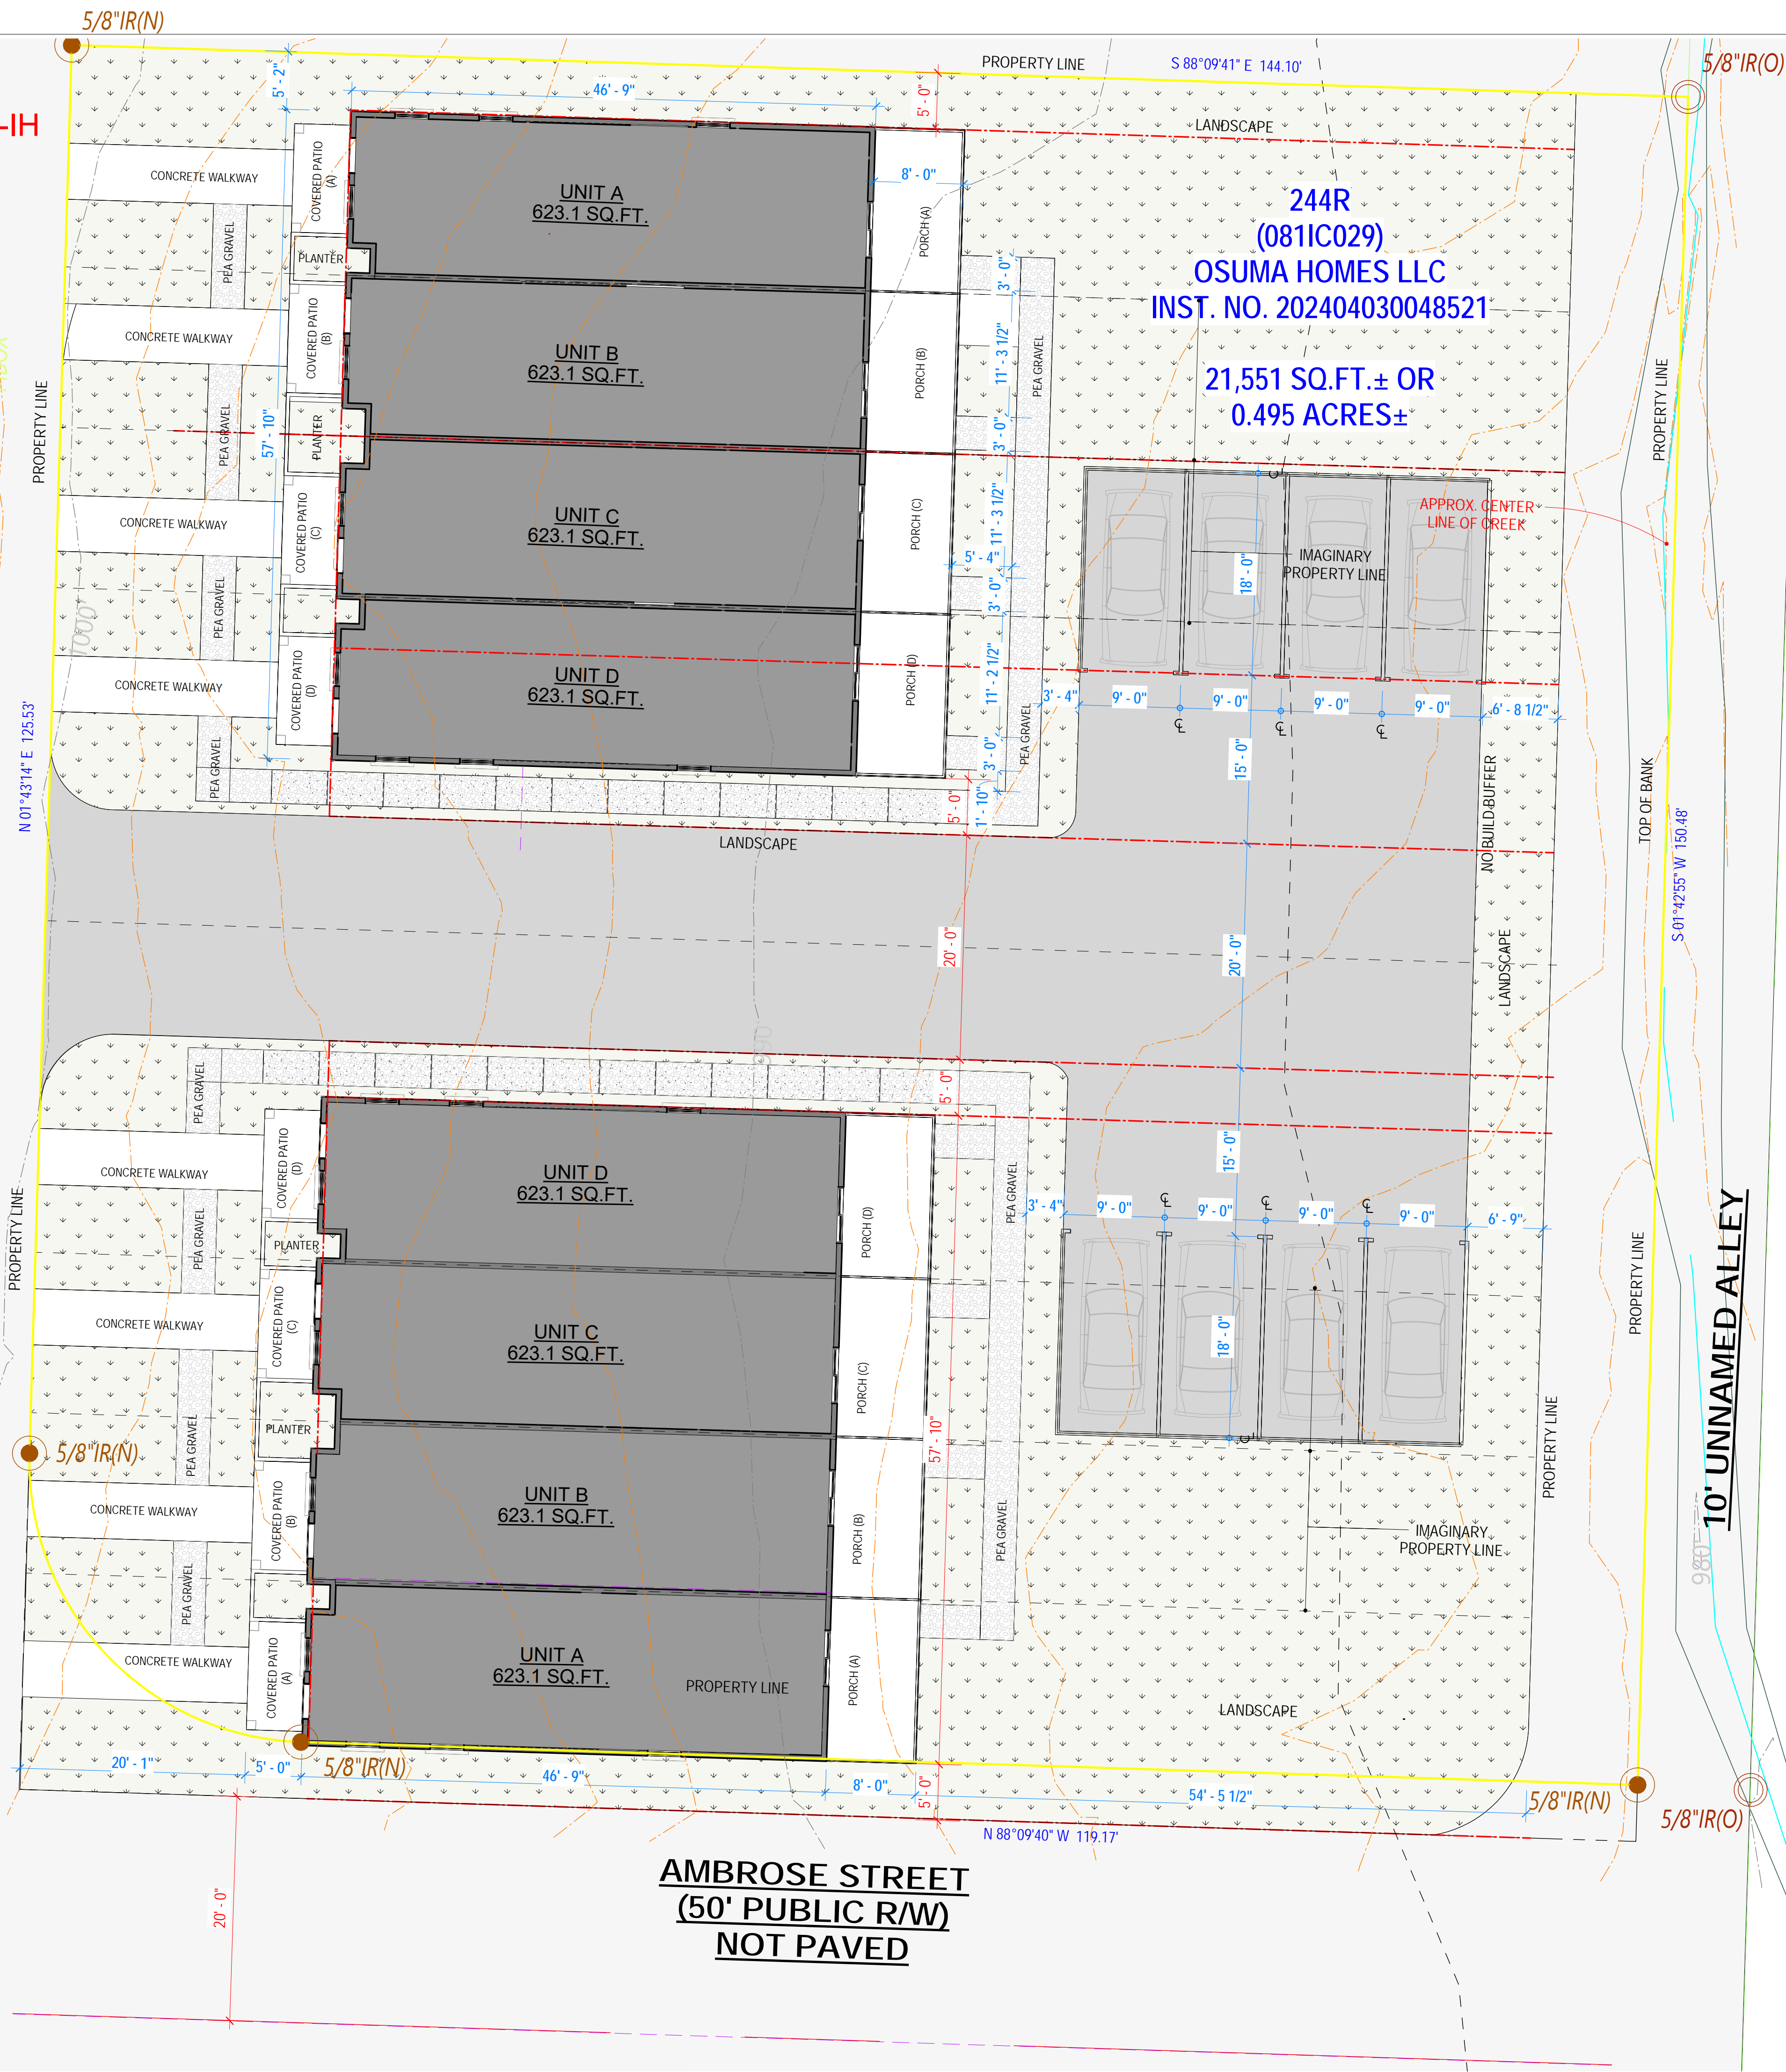 5/8"IR(N)
5/8"IR(O)
PROPERTY LINE
S 88°09'41" E 144.10'
-IH
5' - 2"
46' - 9"
5' - 0"
LANDSCAPE
8' - 0"
CONCRETE WALKWAY
COVERED PATIO
(A)
UNIT A
623.1 SQ.FT.
PORCH (A)
244R
(081IC029)
OSUMA HOMES LLC
INST. NO. 202404030048521
21,551 SQ.FT.± OR
0.495 ACRES±
PEA GRAVEL
PLANTER
3' - 0"
CONCRETE WALKWAY
COVERED PATIO
(B)
UNIT B
623.1 SQ.FT.
PORCH (B)
11' - 3 1/2"
PEA GRAVEL
PROPERTY LINE
PROPERTY LINE
PEA GRAVEL
57' - 10"
PLANTER
3' - 0"
CONCRETE WALKWAY
COVERED PATIO
(C)
UNIT C
623.1 SQ.FT.
PORCH (C)
11' - 3 1/2"
5' - 4"
APPROX. CENTER
LINE OF CREEK
IMAGINARY
PROPERTY LINE
18' - 0"
1000'
PEA GRAVEL
3' - 0"
CONCRETE WALKWAY
COVERED PATIO
(D)
UNIT D
623.1 SQ.FT.
PORCH (D)
11' - 2 1/2"
3' - 4"
9' - 0"
9' - 0"
9' - 0"
9' - 0"
6' - 8 1/2"
N 01°43'14" E 125.53'
PEA GRAVEL
PEA GRAVEL
3' - 0"
15' - 0"
5' - 0"
1' - 10"
LANDSCAPE
NO BUILD BUFFER
TOP OF BANK
S 01°42'55" W 150.48'
20' - 0"
20' - 0"
LANDSCAPE
990'
PEA GRAVEL
5' - 0"
CONCRETE WALKWAY
COVERED PATIO
(D)
UNIT D
623.1 SQ.FT.
PORCH (D)
PEA GRAVEL
15' - 0"
3' - 4"
9' - 0"
9' - 0"
9' - 0"
9' - 0"
6' - 9"
PROPERTY LINE
PEA GRAVEL
PLANTER
PROPERTY LINE
10' UNNAMED ALLEY
CONCRETE WALKWAY
COVERED PATIO
(C)
UNIT C
623.1 SQ.FT.
PORCH (C)
18' - 0"
5/8"IR(N)
PEA GRAVEL
PLANTER
57' - 10"
PROPERTY LINE
CONCRETE WALKWAY
COVERED PATIO
(B)
UNIT B
623.1 SQ.FT.
PORCH (B)
PEA GRAVEL
IMAGINARY
PROPERTY LINE
980'
PEA GRAVEL
CONCRETE WALKWAY
COVERED PATIO
(A)
UNIT A
623.1 SQ.FT.
PROPERTY LINE
PORCH (A)
LANDSCAPE
20' - 1"
5' - 0"
5/8"IR(N)
46' - 9"
8' - 0"
5' - 0"
54' - 5 1/2"
5/8"IR(N)
5/8"IR(O)
N 88°09'40" W 119.17'
AMBROSE STREET
(50' PUBLIC R/W)
NOT PAVED
20' - 0"